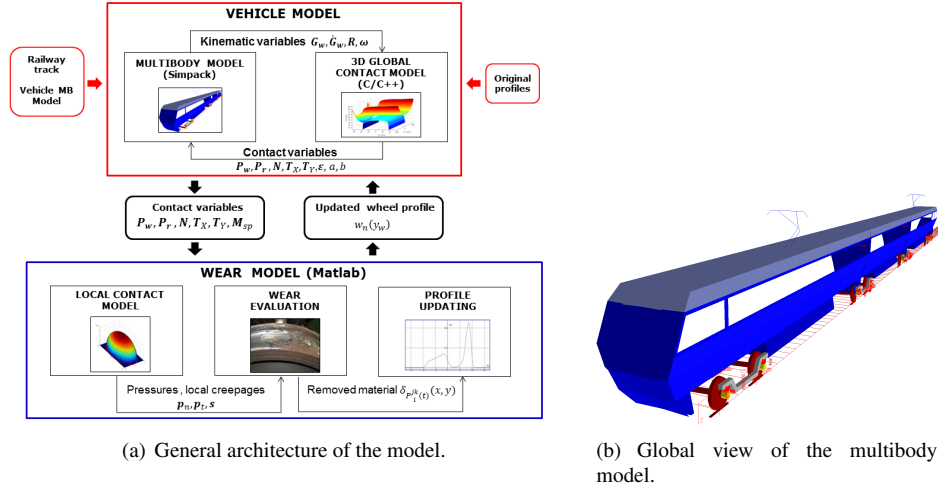 VEHICLE MODEL
Kinematic variables G_w, Ġ_w, R, ω
Railway
track
Vehicle MB
Model
MULTIBODY MODEL
(Simpack)
3D GLOBAL
CONTACT MODEL
(C/C++)
Original
profiles
Contact variables
P_w, P_r, N, T_X, T_Y, ε, a, b
Contact variables
P_w, P_r, N, T_X, T_Y, M_sp
Updated wheel profile
w_n(y_w)
WEAR MODEL (Matlab)
LOCAL CONTACT
MODEL
WEAR
EVALUATION
PROFILE
UPDATING
Pressures, local creepages
p_n, p_t, s
Removed material δ_{P_i^{jk}(t)}(x, y)
(a) General architecture of the model.
(b) Global view of the multibody
model.